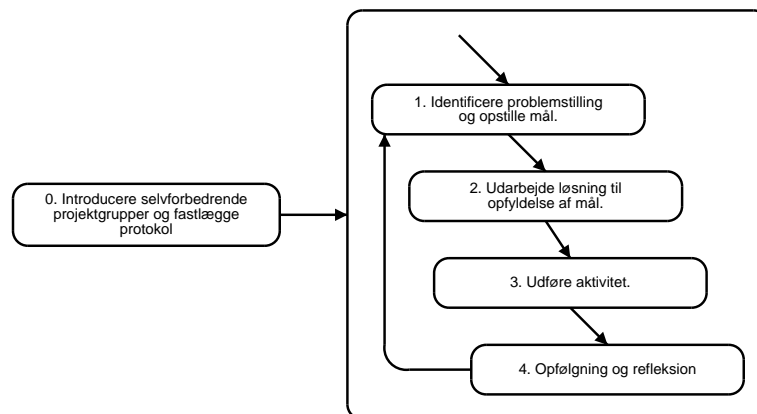 1. Identificere problemstilling
og opstille mål.
0. Introducere selvforbedrende
projektgrupper og fastlægge
protokol
2. Udarbejde løsning til
opfyldelse af mål.
3. Udføre aktivitet.
4. Opfølgning og refleksion